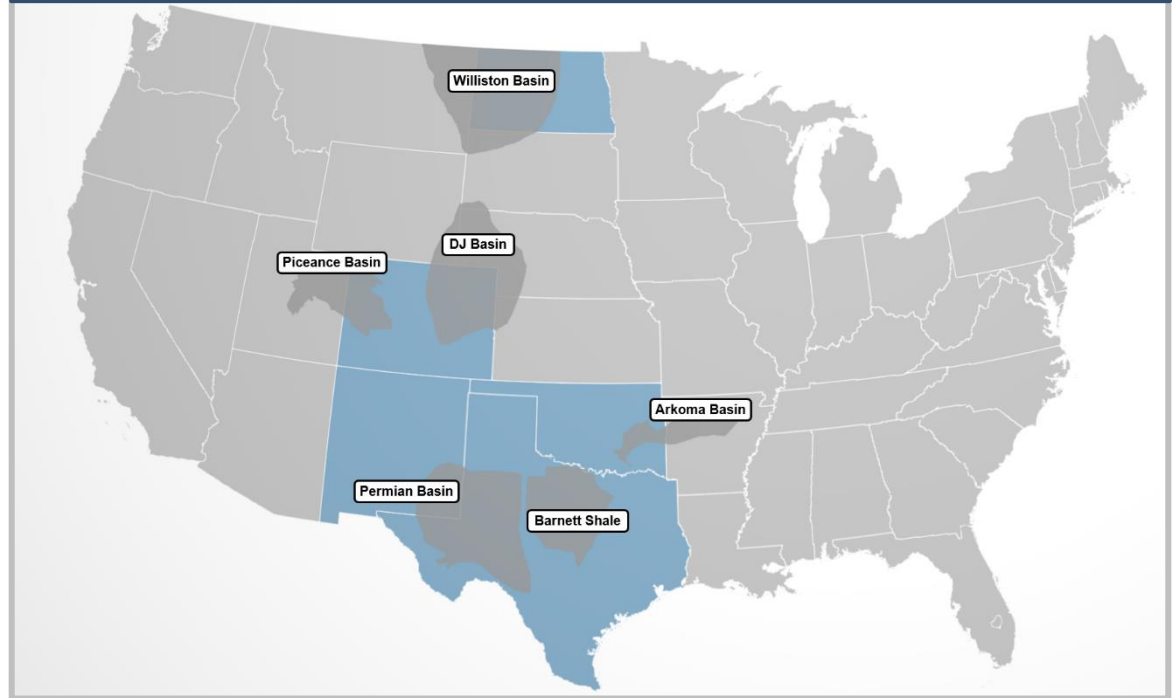 Williston Basin
DJ Basin
Piceance Basin
Arkoma Basin
Permian Basin
Barnett Shale